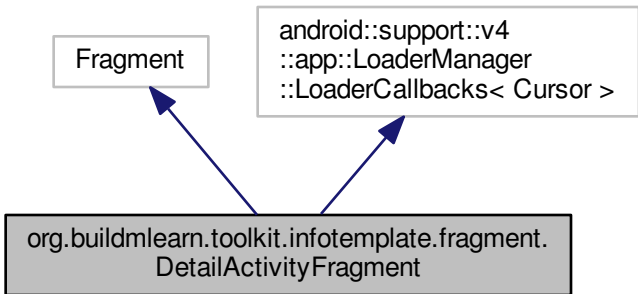 Fragment
android::support::v4
::app::LoaderManager
::LoaderCallbacks< Cursor >
org.buildmlearn.toolkit.infotemplate.fragment.
DetailActivityFragment